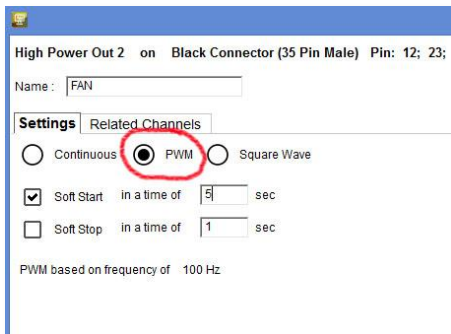 High Power Out 2 on Black Connector (35 Pin Male) Pin: 12; 23;
Name : FAN
Settings Related Channels
Continuous PWM Square Wave
Soft Start in a time of 5 sec
Soft Stop in a time of 1 sec
PWM based on frequency of 100 Hz